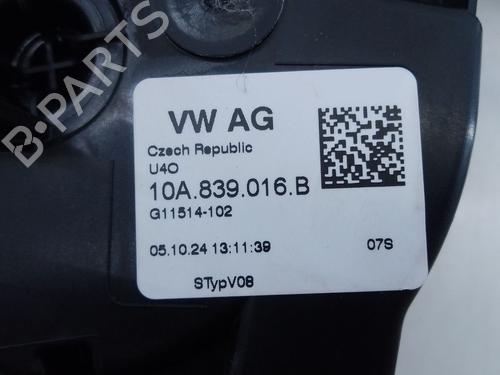 VW AG
Czech Republic
U4O
10A.839.016.B
G11514-102
05.10.24 13:11:39 07S
STypV08
B-PARTS